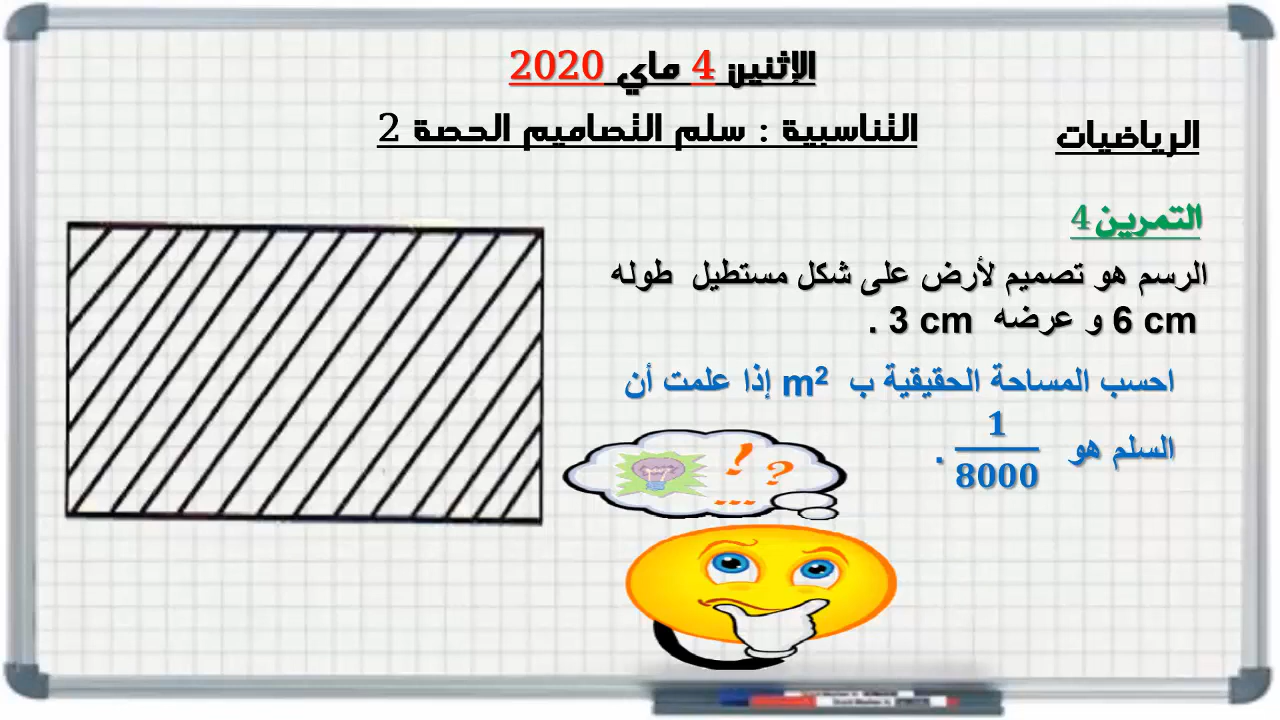 الإثنين 4 ماي 2020
الرياضيات
التناسبية : سلم التصاميم الحصة 2
التمرين 4
الرسم هو تصميم لأرض على شكل مستطيل طوله
6 cm و عرضه 3 cm .
احسب المساحة الحقيقية ب m² إذا علمت أن
السلم هو 1/8000 .
! ?
...